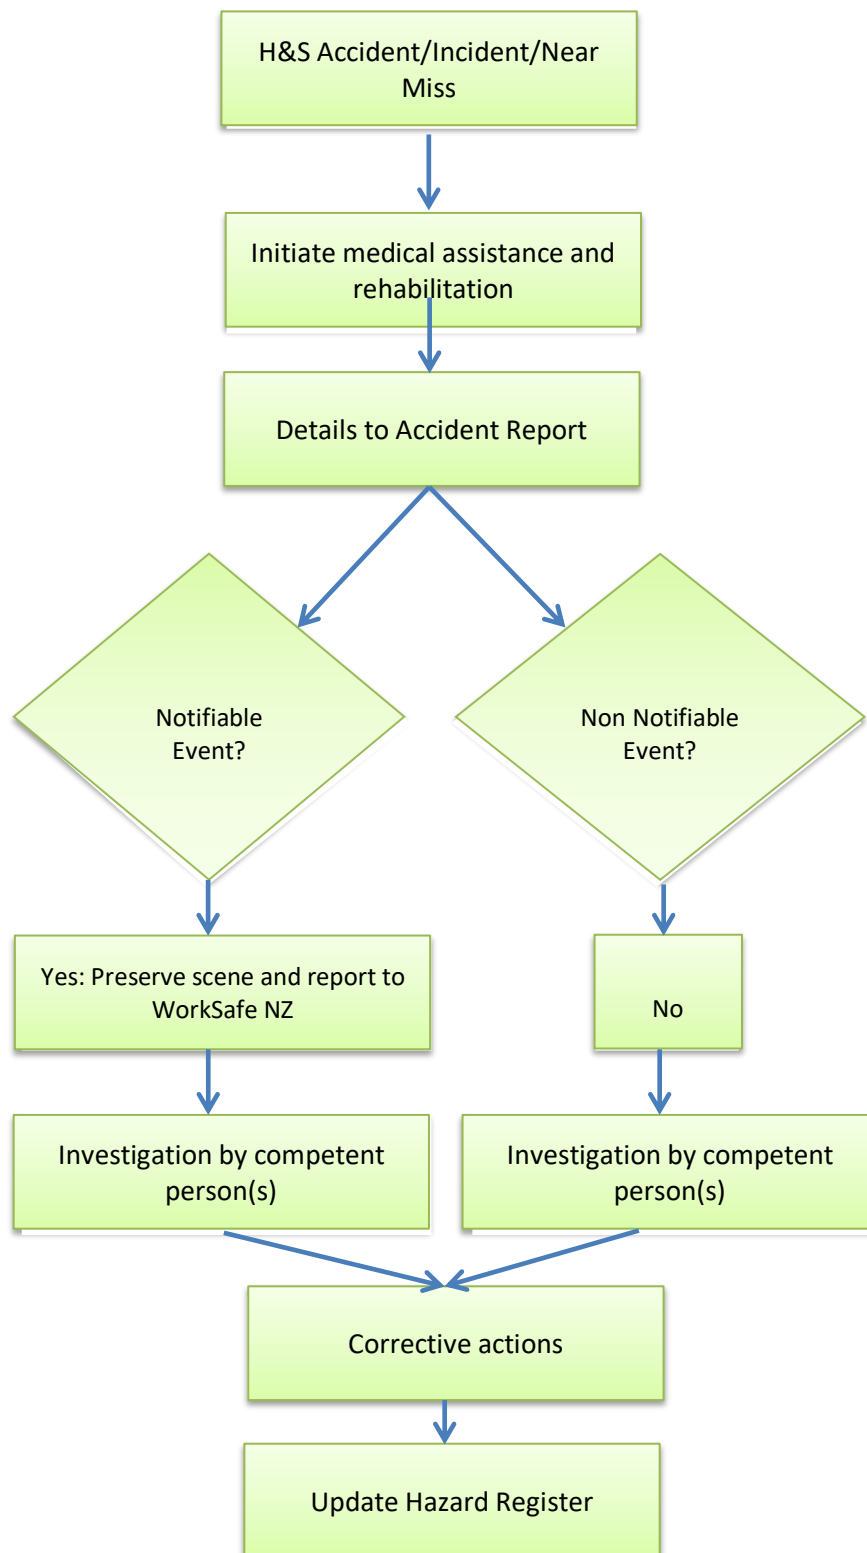 H&S Accident/Incident/Near
Miss
Initiate medical assistance and
rehabilitation
Details to Accident Report
Notifiable
Event?
Non Notifiable
Event?
Yes: Preserve scene and report to
WorkSafe NZ
No
Investigation by competent
person(s)
Investigation by competent
person(s)
Corrective actions
Update Hazard Register